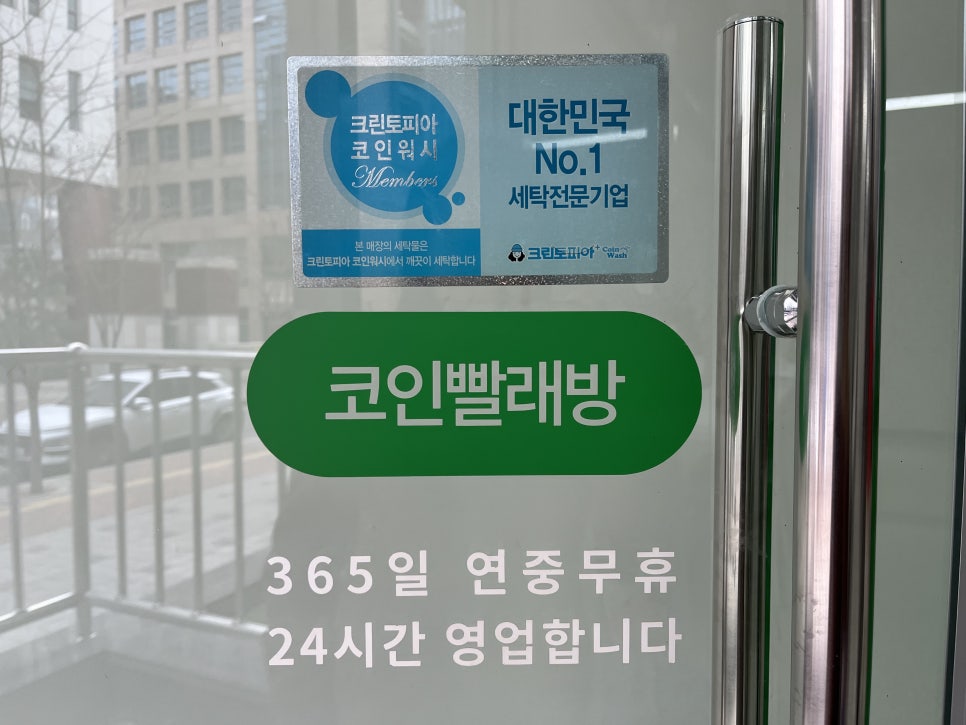 크린토피아
코인워시
Members
본 매장의 세탁물은
크린토피아 코인워시에서 깨끗이 세탁합니다
대한민국
No.1
세탁전문기업
크린토피아+ Coin Wash
코인빨래방
365일 연중무휴
24시간 영업합니다